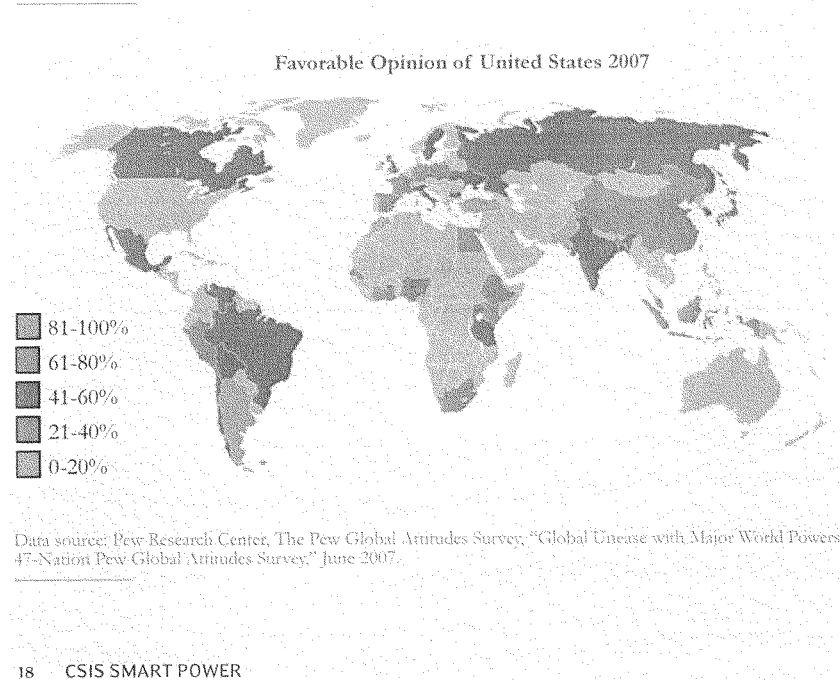 Favorable Opinion of United States 2007
81-100%
61-80%
41-60%
21-40%
0-20%
Data source: Pew Research Center, The Pew Global Attitudes Survey, “Global Unease with Major World Powers
47-Nation Pew Global Attitudes Survey,” June 2007.
18 CSIS SMART POWER